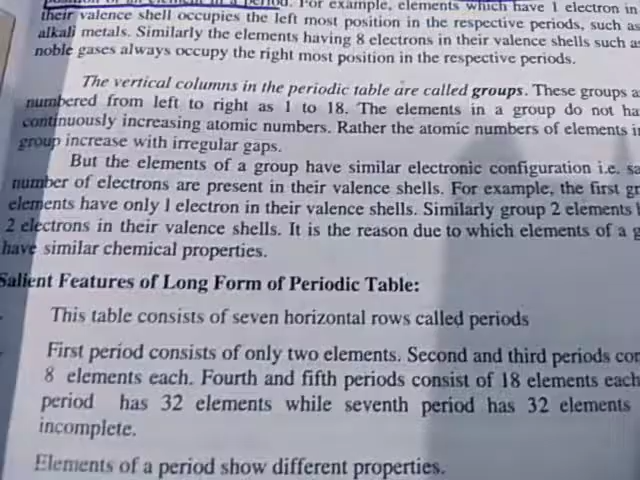 position of an element in a period. For example, elements which have 1 electron in
their valence shell occupies the left most position in the respective periods, such as
alkali metals. Similarly the elements having 8 electrons in their valence shells such as
noble gases always occupy the right most position in the respective periods.
The vertical columns in the periodic table are called groups. These groups a
numbered from left to right as 1 to 18. The elements in a group do not ha
continuously increasing atomic numbers. Rather the atomic numbers of elements i
group increase with irregular gaps.
But the elements of a group have similar electronic configuration i.e. sa
number of electrons are present in their valence shells. For example, the first gr
elements have only 1 electron in their valence shells. Similarly group 2 elements
2 electrons in their valence shells. It is the reason due to which elements of a g
have similar chemical properties.
Salient Features of Long Form of Periodic Table:
This table consists of seven horizontal rows called periods
First period consists of only two elements. Second and third periods con
8 elements each. Fourth and fifth periods consist of 18 elements each
period has 32 elements while seventh period has 32 elements
incomplete.
Elements of a period show different properties.